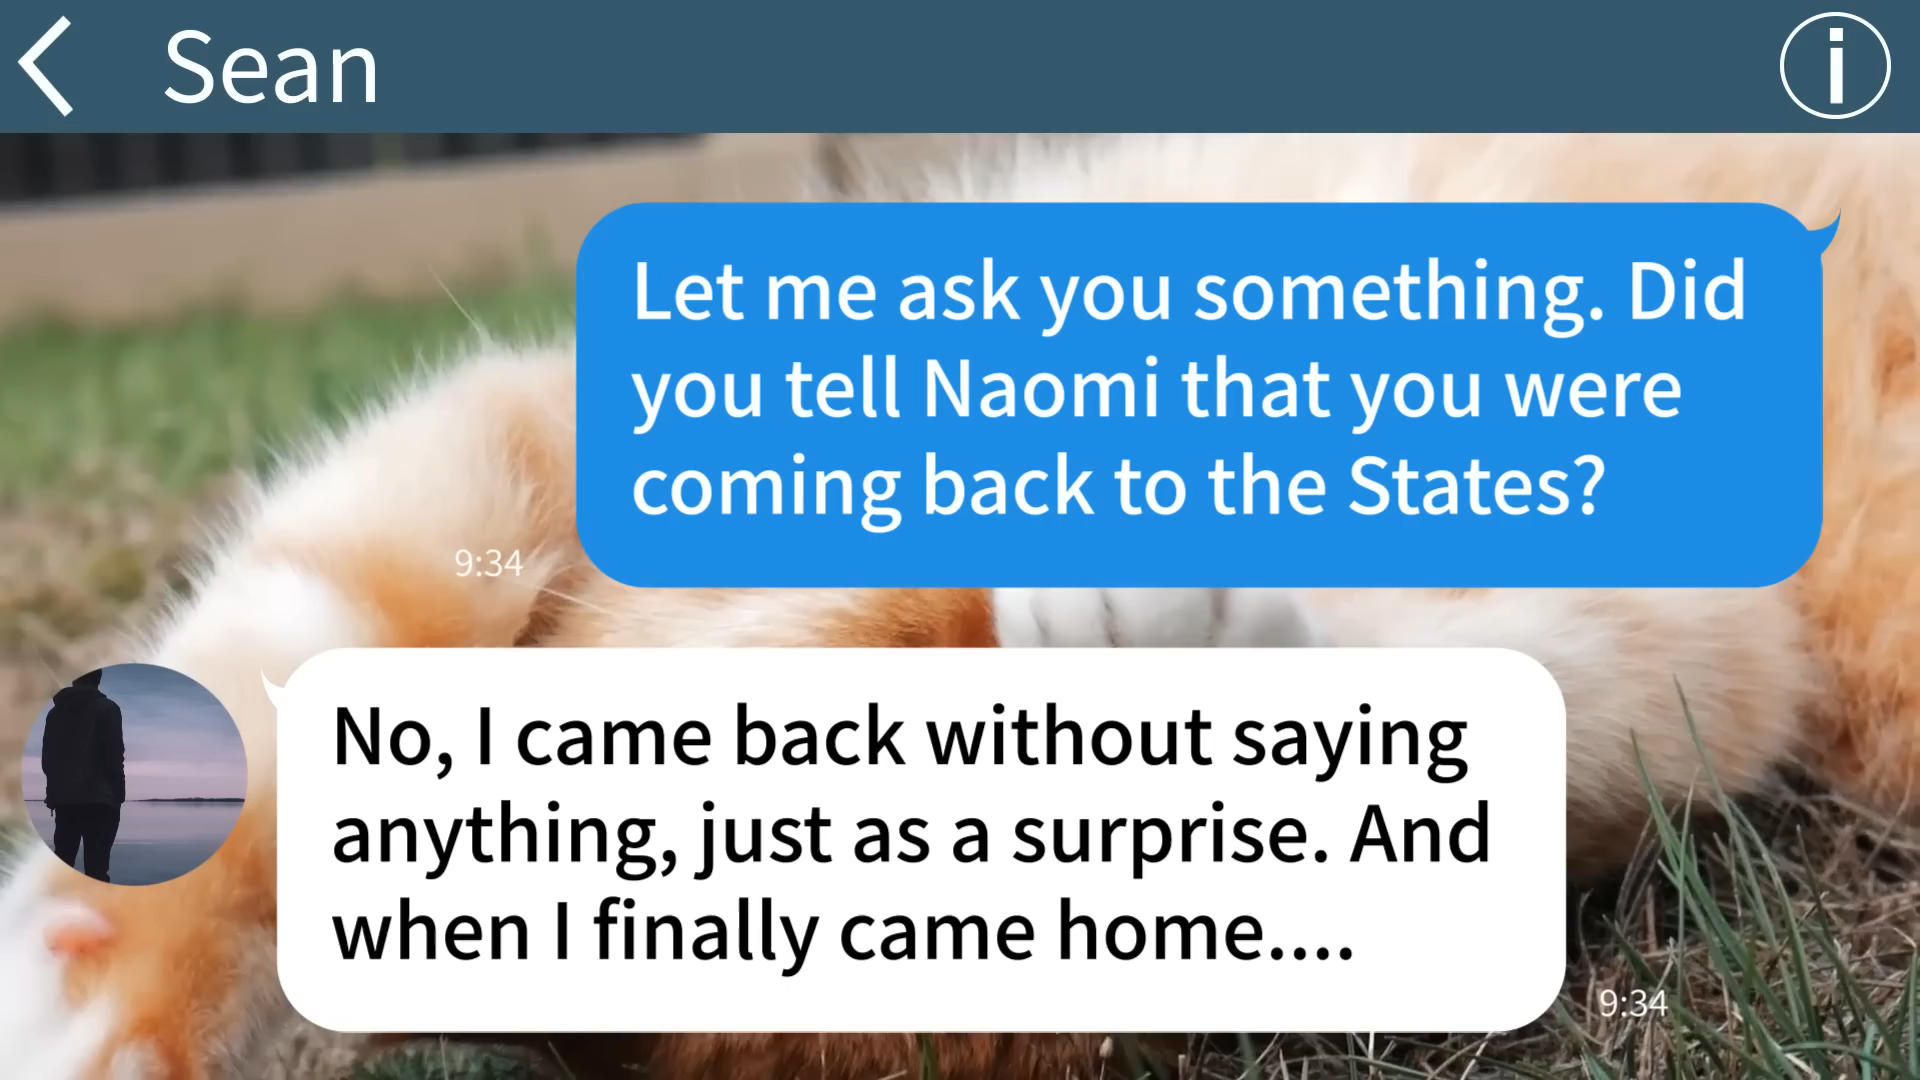 Sean
Let me ask you something. Did
you tell Naomi that you were
coming back to the States?
9:34
No, I came back without saying
anything, just as a surprise. And
when I finally came home....
9:34